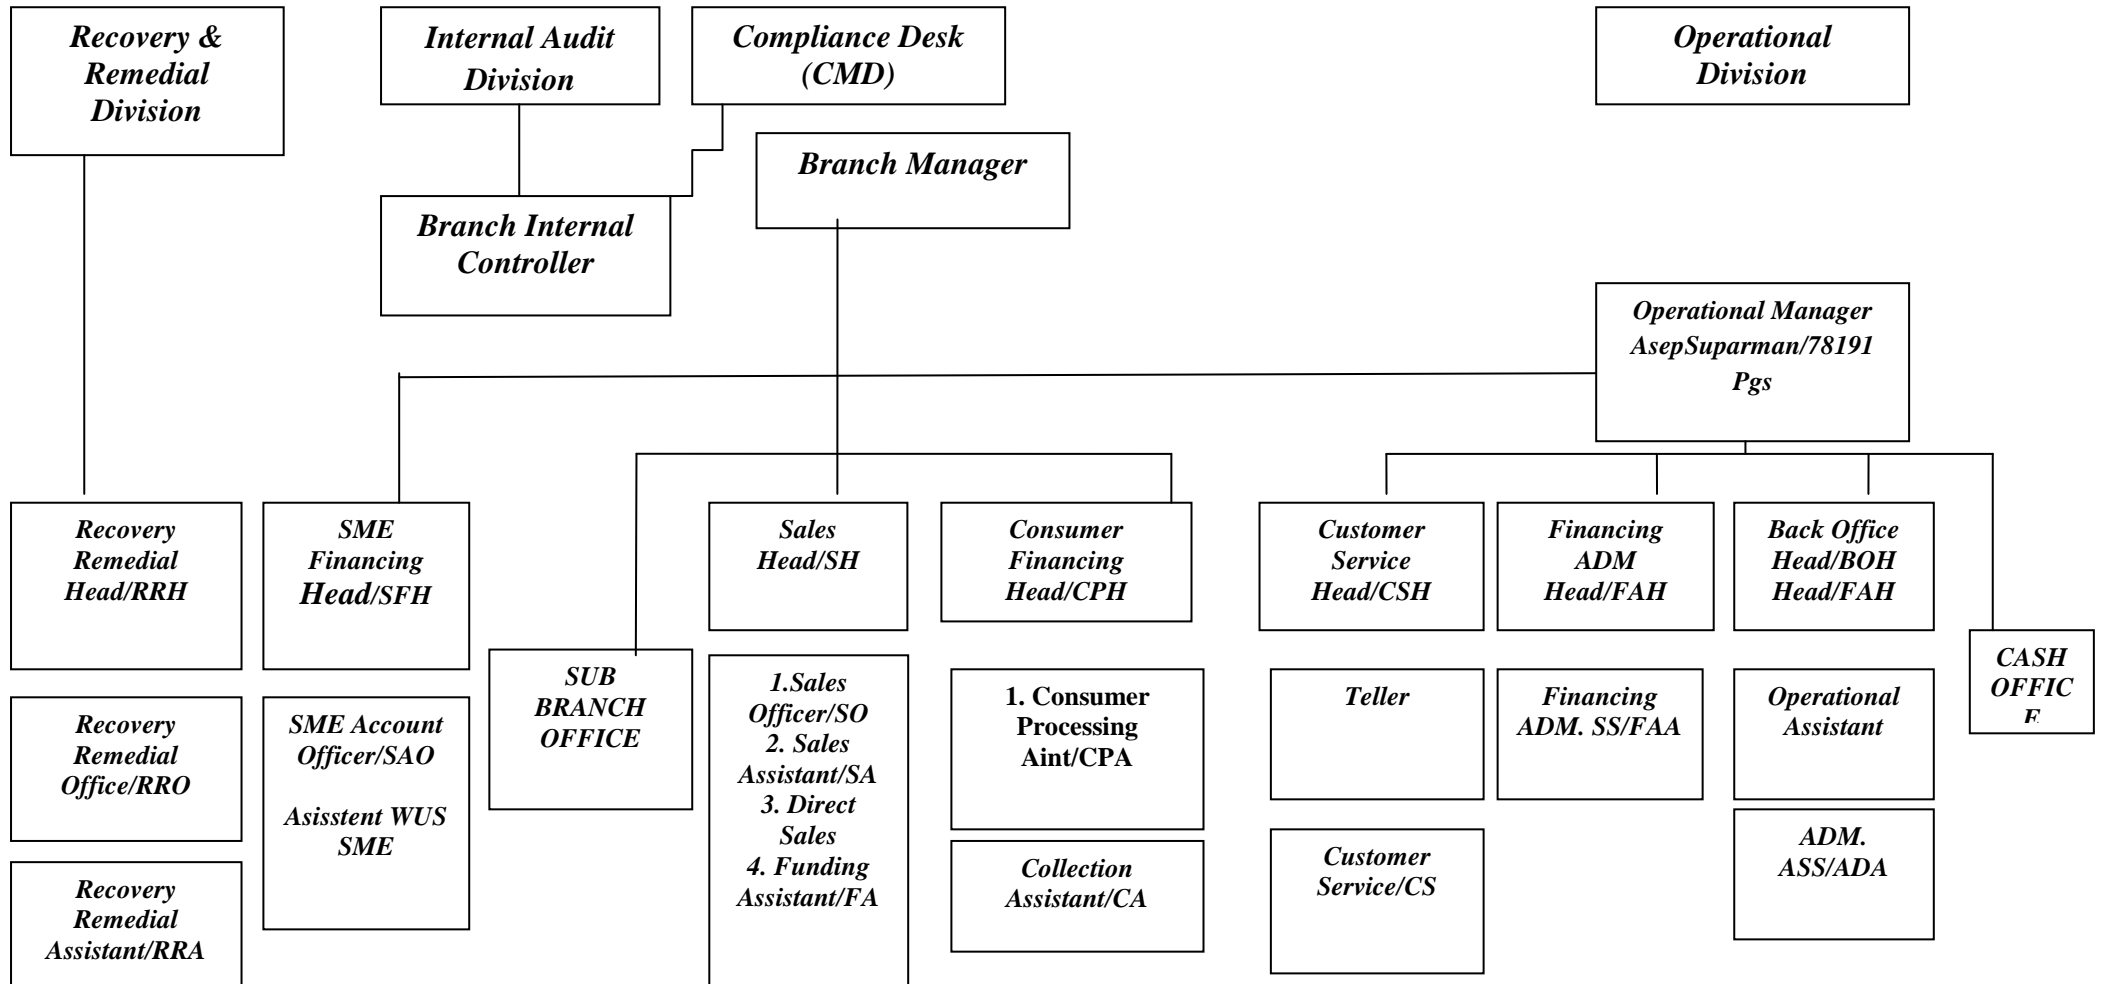 Recovery &
Remedial
Division
Internal Audit
Division
Compliance Desk
(CMD)
Operational
Division
Branch Manager
Branch Internal
Controller
Operational Manager
AsepSuparman/78191
Pgs
Recovery
Remedial
Head/RRH
SME
Financing
Head/SFH
Sales
Head/SH
Consumer
Financing
Head/CPH
Customer
Service
Head/CSH
Financing
ADM
Head/FAH
Back Office
Head/BOH
Head/FAH
CASH
OFFIC
E
SUB
BRANCH
OFFICE
Recovery
Remedial
Office/RRO
SME Account
Officer/SAO
Asisstent WUS
SME
1.Sales
Officer/SO
2. Sales
Assistant/SA
3. Direct
Sales
4. Funding
Assistant/FA
1. Consumer
Processing
Aint/CPA
Teller
Financing
ADM. SS/FAA
Operational
Assistant
Recovery
Remedial
Assistant/RRA
Collection
Assistant/CA
Customer
Service/CS
ADM.
ASS/ADA